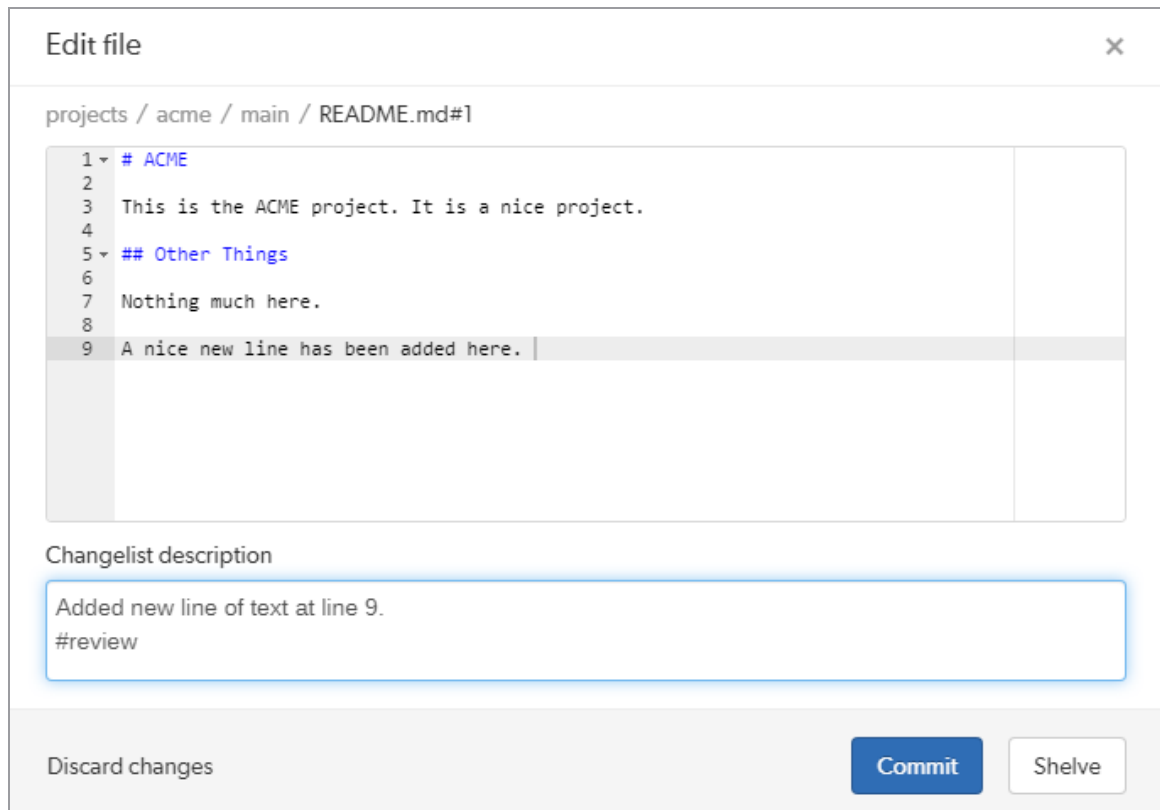 Edit file ×
projects / acme / main / README.md#1
1 # ACME
2
3 This is the ACME project. It is a nice project.
4
5 ## Other Things
6
7 Nothing much here.
8
9 A nice new line has been added here.
Changelist description
Added new line of text at line 9.
#review
Discard changes Commit Shelve